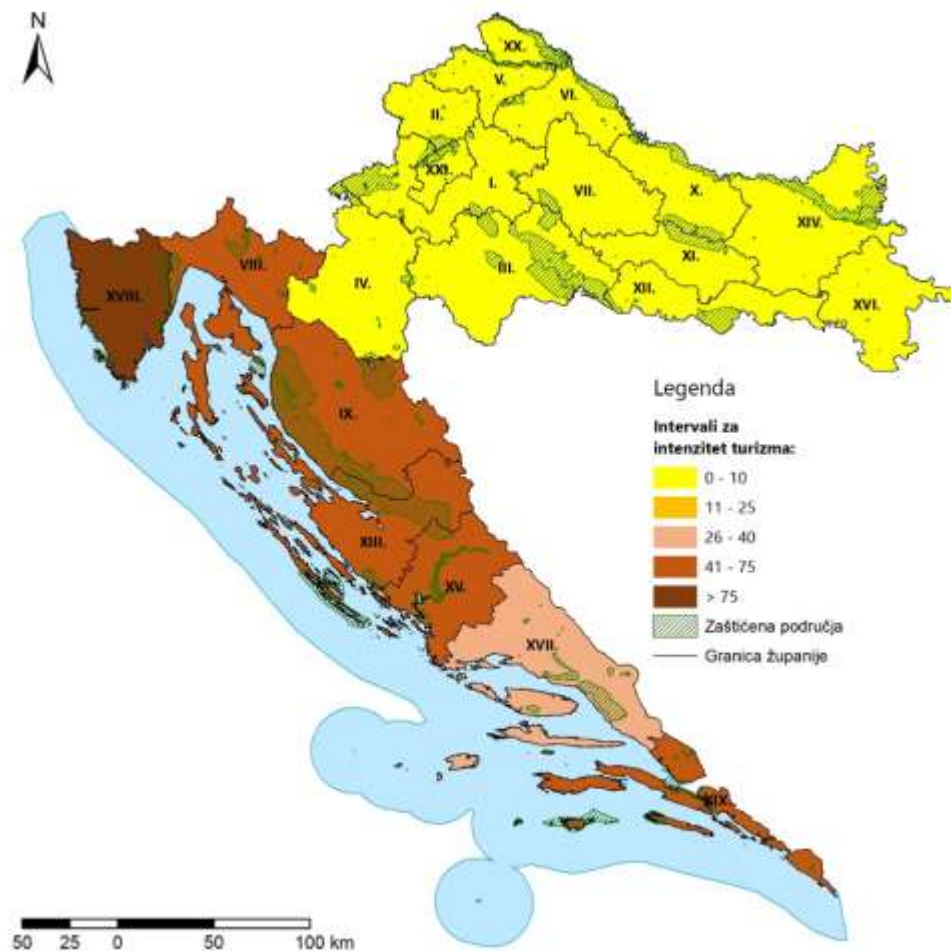 N
XX.
V.
VI.
II.
XXI.
I.
VII.
X.
XIV.
VIII.
IV.
III.
XI.
XII.
XVI.
XVIII.
IX.
XIII.
XV.
XVII.
XIX.
Legenda
Intervali za
intenzitet turizma:
0 - 10
11 - 25
26 - 40
41 - 75
> 75
Zaštićena područja
Granica županije
50 25 0 50 100 km